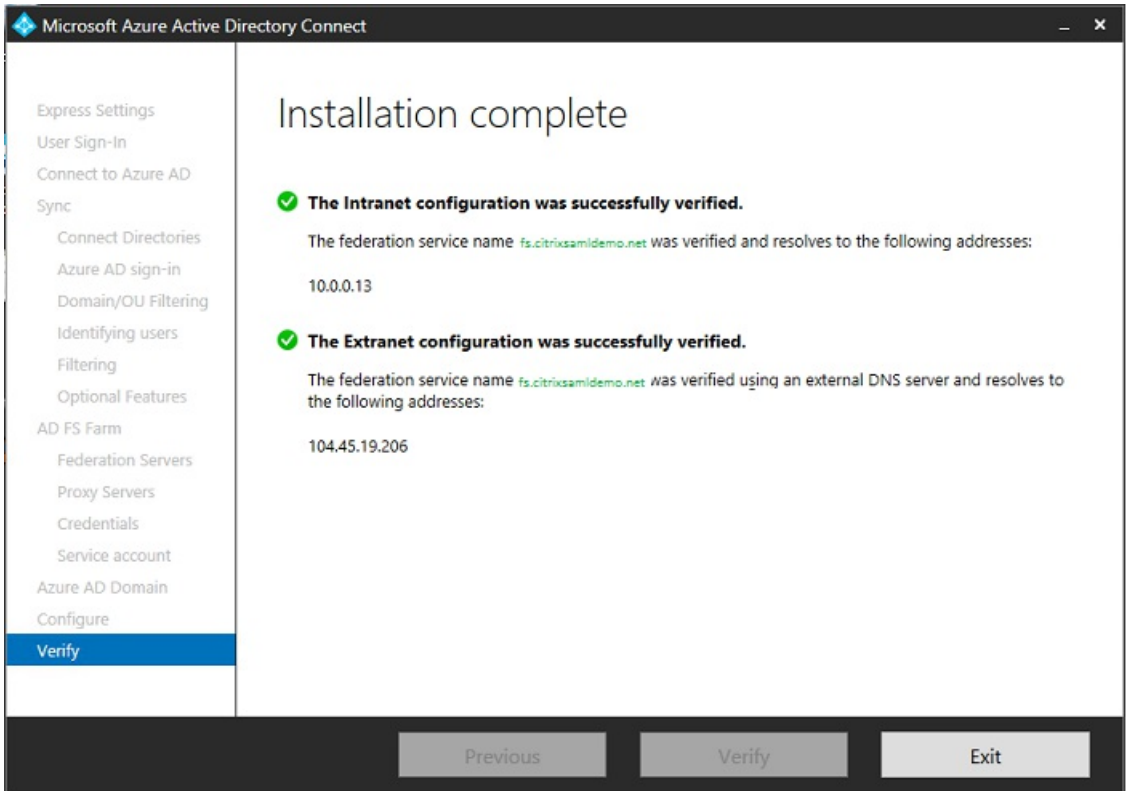 Microsoft Azure Active Directory Connect
Express Settings
User Sign-In
Connect to Azure AD
Sync
Connect Directories
Azure AD sign-in
Domain/OU Filtering
Identifying users
Filtering
Optional Features
AD FS Farm
Federation Servers
Proxy Servers
Credentials
Service account
Azure AD Domain
Configure
Verify
Installation complete
The Intranet configuration was successfully verified.
The federation service name fs.citrixsamldemo.net was verified and resolves to the following addresses:
10.0.0.13
The Extranet configuration was successfully verified.
The federation service name fs.citrixsamldemo.net was verified using an external DNS server and resolves to
the following addresses:
104.45.19.206
Previous
Verify
Exit